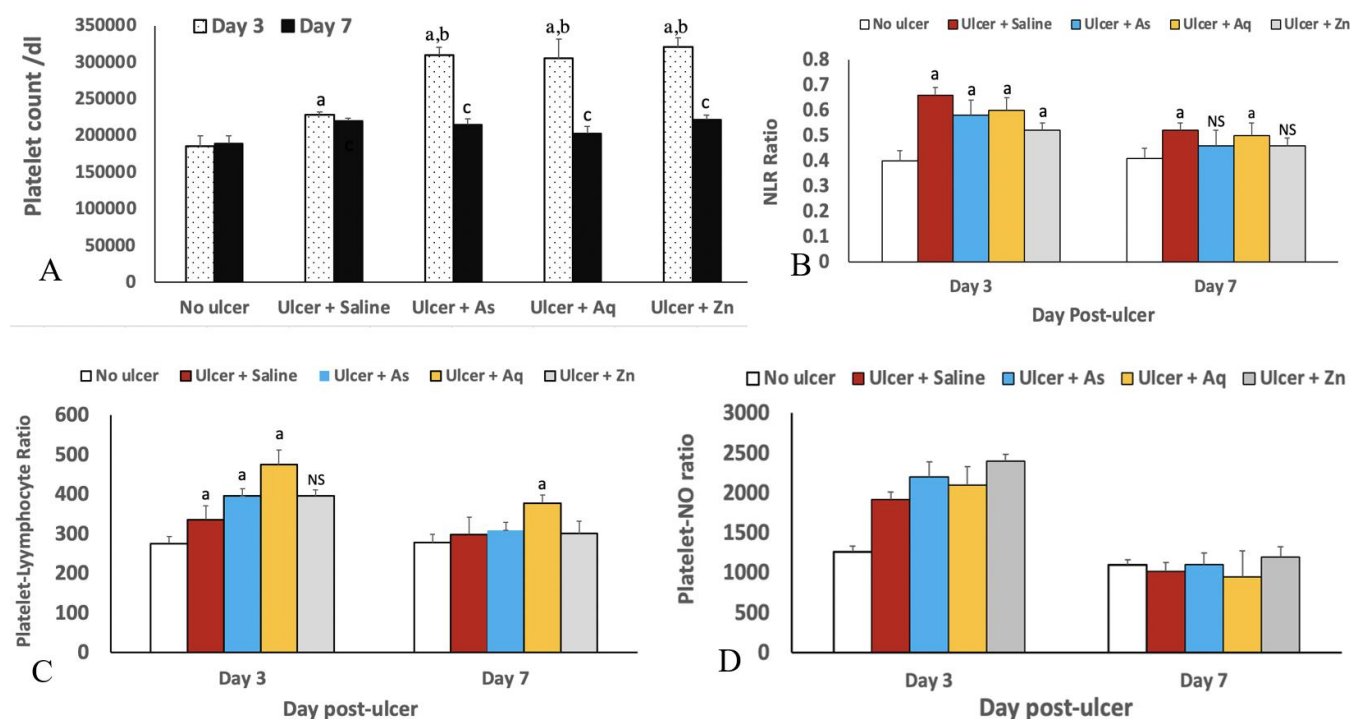 Day 3 Day 7
Platelet count /dl
350000
300000
250000
200000
150000
100000
50000
0
a
c
a,b
c
a,b
c
a,b
c
No ulcer Ulcer + Saline Ulcer + As Ulcer + Aq Ulcer + Zn
A
No ulcer Ulcer + Saline Ulcer + As Ulcer + Aq Ulcer + Zn
NLR Ratio
0.8
0.7
0.6
0.5
0.4
0.3
0.2
0.1
0
a a a a
a NS a NS
Day 3 Day 7
Day Post-ulcer
B
No ulcer Ulcer + Saline Ulcer + As Ulcer + Aq Ulcer + Zn
Platelet-Lyymphocyte Ratio
600
500
400
300
200
100
0
a a a NS
a
Day 3 Day 7
Day post-ulcer
C
No ulcer Ulcer + Saline Ulcer + As Ulcer + Aq Ulcer + Zn
Platelet-NO ratio
3000
2500
2000
1500
1000
500
0
Day 3 Day 7
Day post-ulcer
D